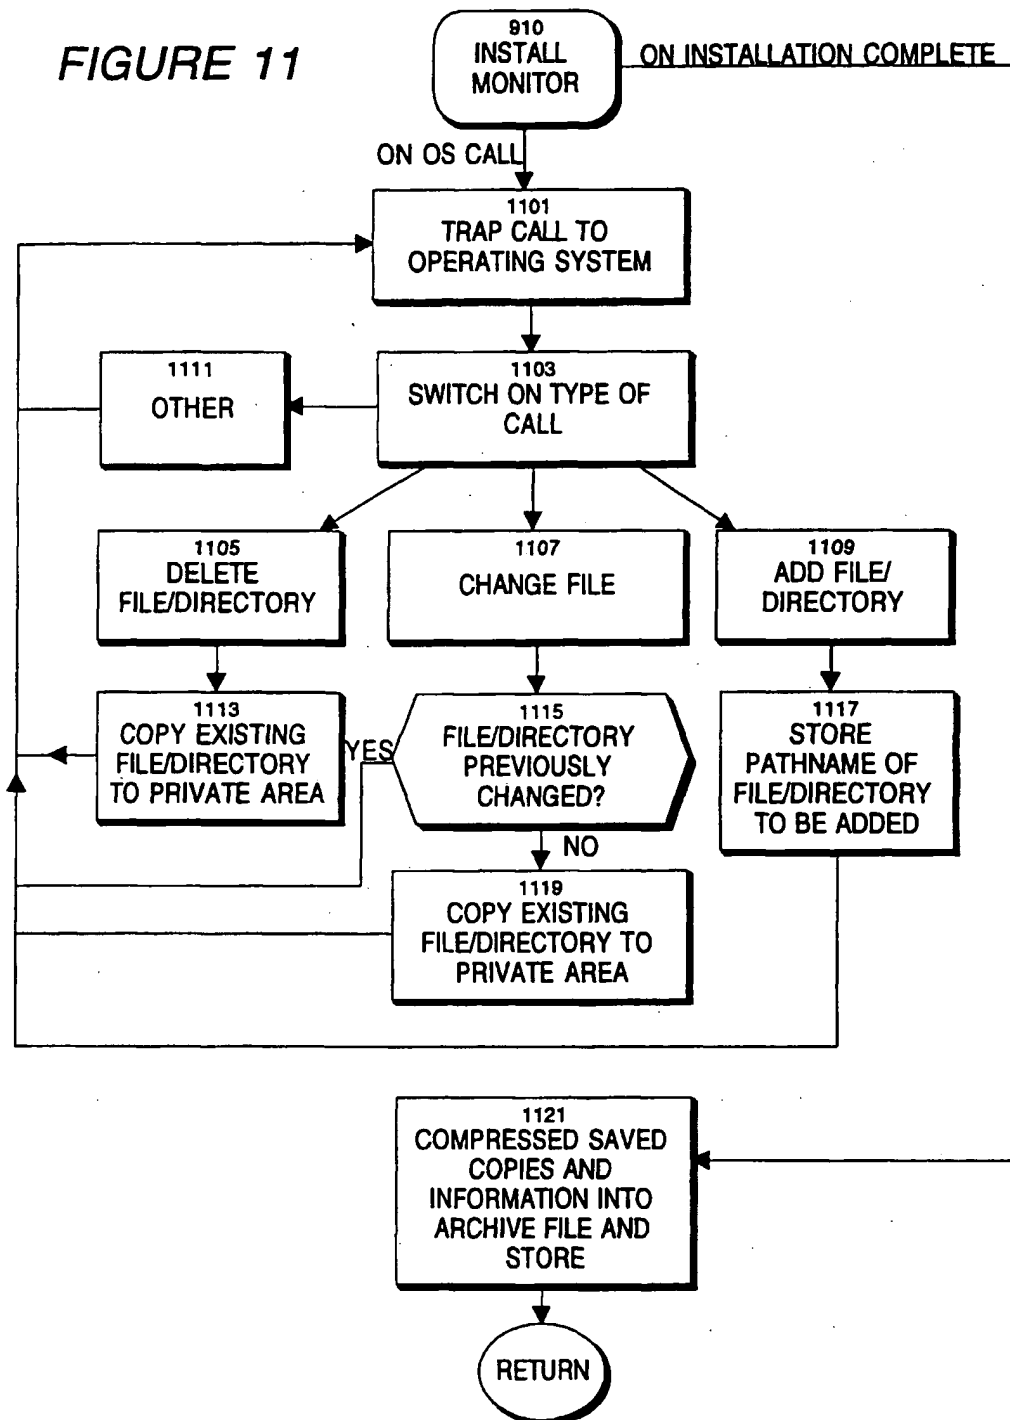 FIGURE 11
910
INSTALL
MONITOR
ON INSTALLATION COMPLETE
ON OS CALL
1101
TRAP CALL TO
OPERATING SYSTEM
1111
OTHER
1103
SWITCH ON TYPE OF
CALL
1105
DELETE
FILE/DIRECTORY
1107
CHANGE FILE
1109
ADD FILE/
DIRECTORY
1113
COPY EXISTING
FILE/DIRECTORY
TO PRIVATE AREA
YES
1115
FILE/DIRECTORY
PREVIOUSLY
CHANGED?
1117
STORE
PATHNAME OF
FILE/DIRECTORY
TO BE ADDED
NO
1119
COPY EXISTING
FILE/DIRECTORY TO
PRIVATE AREA
1121
COMPRESSED SAVED
COPIES AND
INFORMATION INTO
ARCHIVE FILE AND
STORE
RETURN